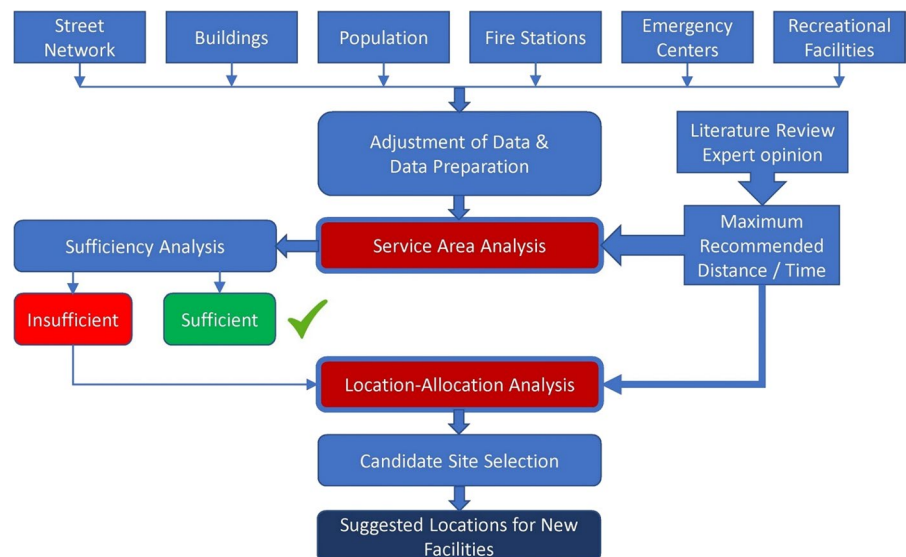 Street
Network
Buildings
Population
Fire Stations
Emergency
Centers
Recreational
Facilities
Adjustment of Data &
Data Preparation
Literature Review
Expert opinion
Maximum
Recommended
Distance / Time
Service Area Analysis
Sufficiency Analysis
Insufficient
Sufficient
Location-Allocation Analysis
Candidate Site Selection
Suggested Locations for New
Facilities